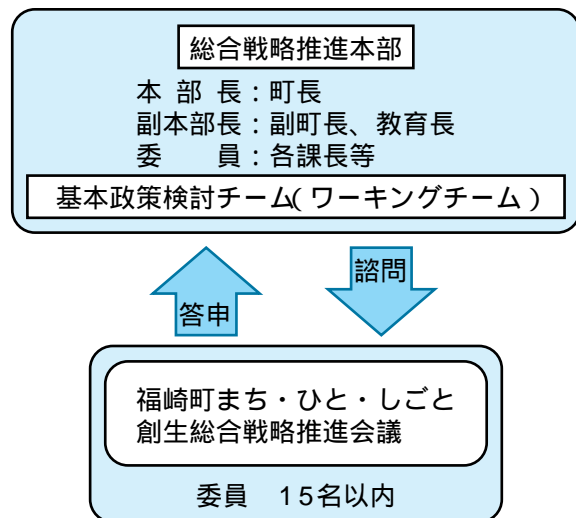 総合戦略推進本部
本部長：町長
副本部長：副町長、教育長
委　　員：各課長等
基本政策検討チーム（ワーキングチーム）
答申
諮問
福崎町まち・ひと・しごと
創生総合戦略推進会議
委員　１５名以内